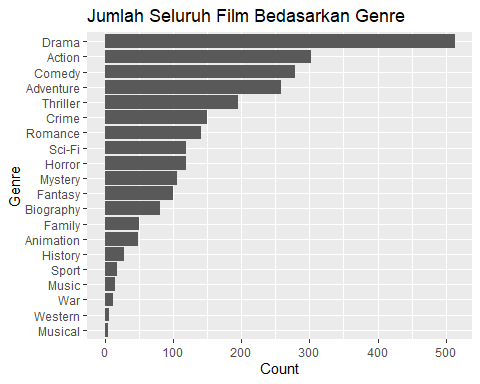 Jumlah Seluruh Film Bedasarkan Genre
Genre
Drama
Action
Comedy
Adventure
Thriller
Crime
Romance
Sci-Fi
Horror
Mystery
Fantasy
Biography
Family
Animation
History
Sport
Music
War
Western
Musical
0 100 200 300 400 500
Count